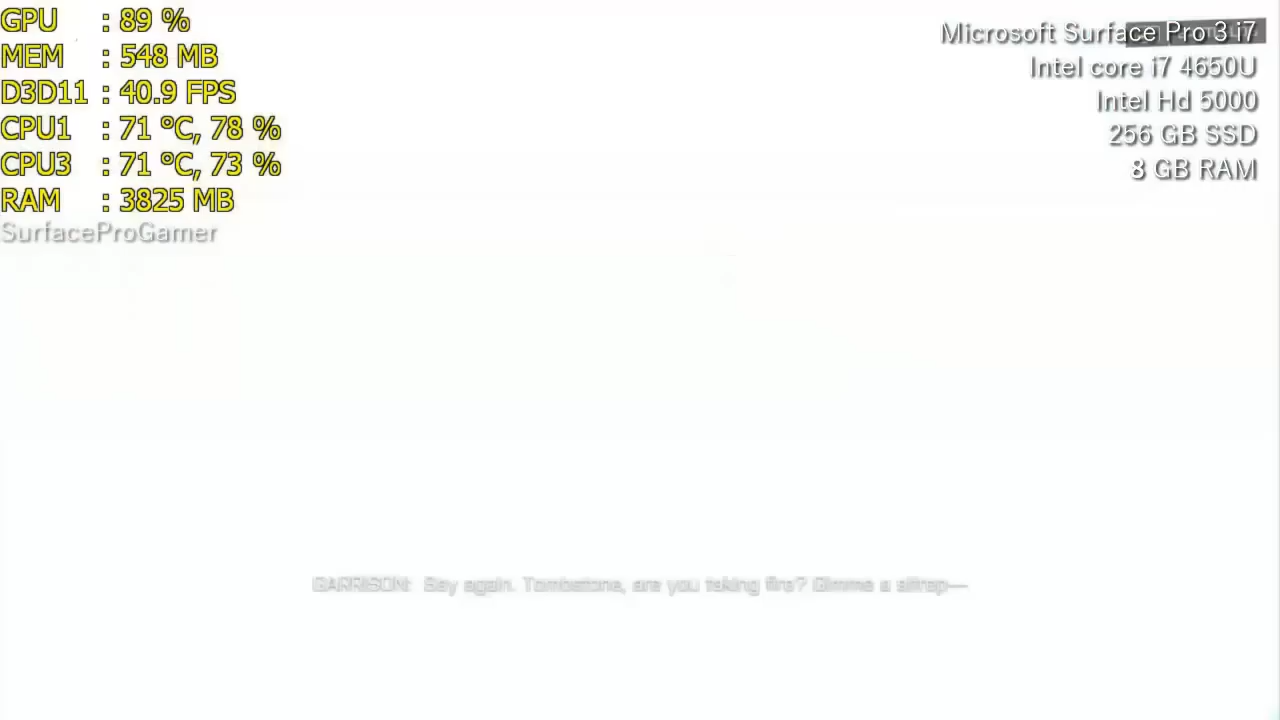 GPU : 89 %
MEM : 548 MB
D3D11 : 40.9 FPS
CPU1 : 71 °C, 78 %
CPU3 : 71 °C, 73 %
RAM : 3825 MB
SurfaceProGamer
Microsoft Surface Pro 3 i7
Intel core i7 4650U
Intel Hd 5000
256 GB SSD
8 GB RAM
GARRISON: Say again. Tombstone, are you taking fire? Gimme a sitrep—